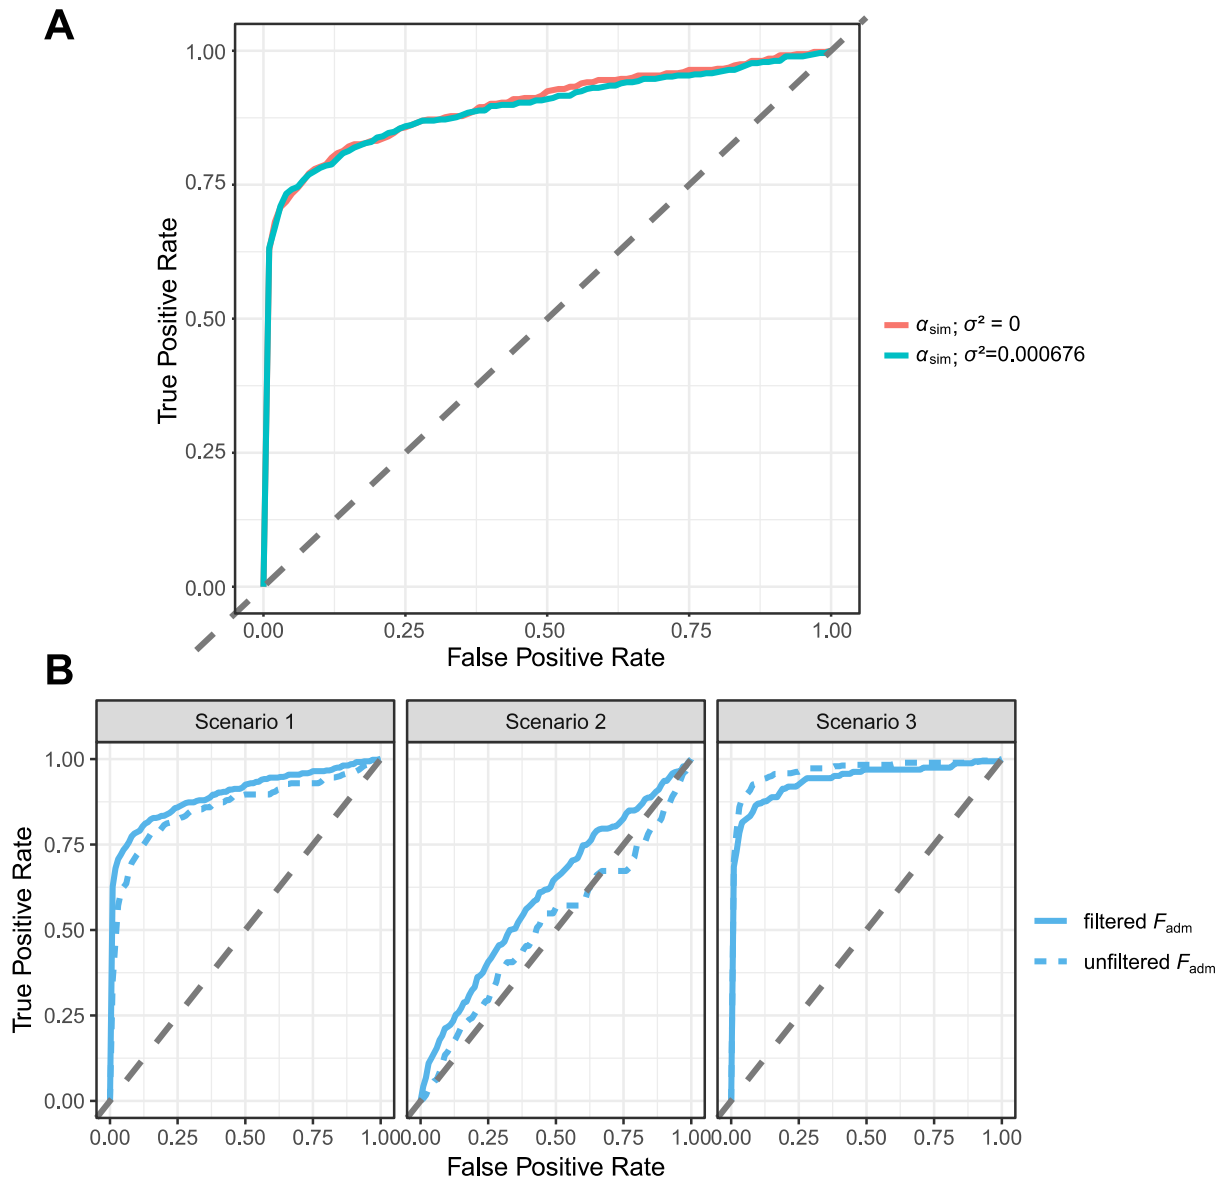 A
1.00
0.75
0.50
0.25
0.00
True Positive Rate
0.00 0.25 0.50 0.75 1.00
False Positive Rate
αsim; σ² = 0
αsim; σ²=0.000676
B
Scenario 1 Scenario 2 Scenario 3
1.00
0.75
0.50
0.25
0.00
True Positive Rate
0.00 0.25 0.50 0.75 1.00 0.00 0.25 0.50 0.75 1.00 0.00 0.25 0.50 0.75 1.00
False Positive Rate
filtered Fadm
unfiltered Fadm